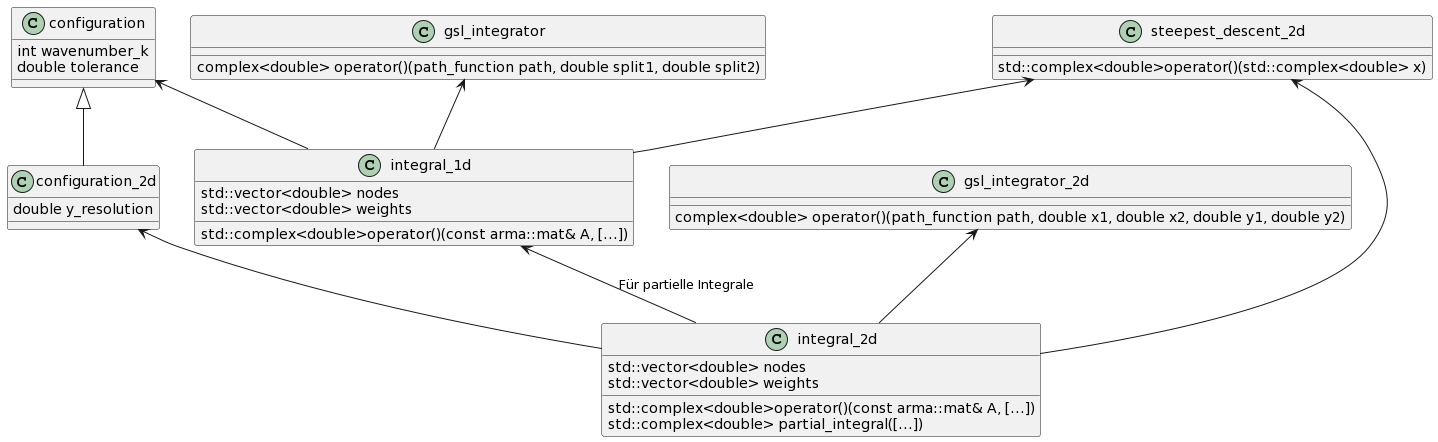 C configuration
int wavenumber_k
double tolerance
C gsl_integrator
complex<double> operator()(path_function path, double split1, double split2)
C steepest_descent_2d
std::complex<double>operator()(std::complex<double> x)
C configuration_2d
double y_resolution
C integral_1d
std::vector<double> nodes
std::vector<double> weights
std::complex<double>operator()(const arma::mat& A, [...])
C gsl_integrator_2d
complex<double> operator()(path_function path, double x1, double x2, double y1, double y2)
Für partielle Integrale
C integral_2d
std::vector<double> nodes
std::vector<double> weights
std::complex<double>operator()(const arma::mat& A, [...])
std::complex<double> partial_integral([...])